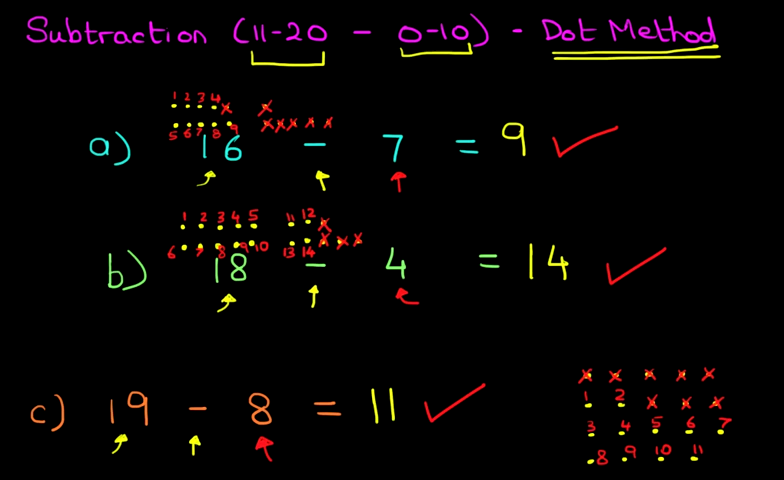 Subtraction (11-20 - 0-10) - Dot Method
1 2 3 4
5 6 7 8 9
a) 16 - 7 = 9
1 2 3 4 5 11 12
6 7 8 9 10 13 14
b) 18 - 4 = 14
c) 19 - 8 = 11
1 2
3 4 5 6 7
8 9 10 11